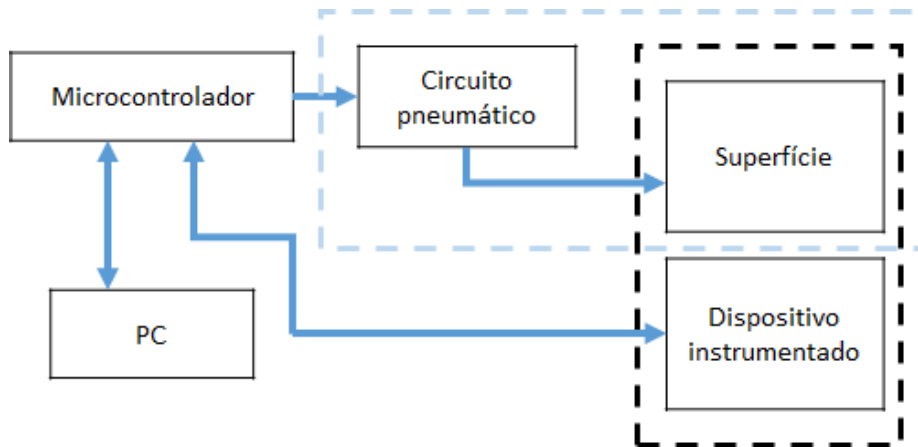 Microcontrolador
Circuito
pneumático
Superfície
PC
Dispositivo
instrumentado